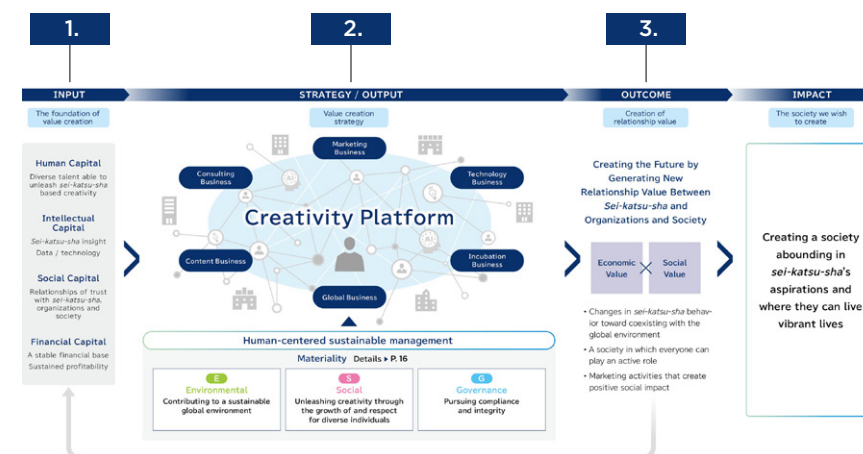 1.
2.
3.
INPUT
STRATEGY / OUTPUT
OUTCOME
IMPACT
The foundation of
value creation
Value creation
strategy
Creation of
relationship value
The society we wish
to create
Human Capital
Diverse talent able to
unleash sei-katsu-sha
based creativity
Intellectual
Capital
Sei-katsu-sha insight
Data / technology
Social Capital
Relationships of trust
with sei-katsu-sha,
organizations and
society
Financial Capital
A stable financial base
Sustained profitability
Marketing
Business
Consulting
Business
Technology
Business
AI
Creativity Platform
AI
Content Business
Incubation
Business
Global Business
Human-centered sustainable management
Materiality Details ▶ P. 16
E
Environmental
Contributing to a sustainable
global environment
S
Social
Unleashing creativity through
the growth of and respect
for diverse individuals
G
Governance
Pursuing compliance
and integrity
Creating the Future by
Generating New
Relationship Value Between
Sei-katsu-sha and
Organizations and Society
Economic
Value
×
Social
Value
• Changes in sei-katsu-sha behav-
ior toward coexisting with the
global environment
• A society in which everyone can
play an active role
• Marketing activities that create
positive social impact
Creating a society
abounding in
sei-katsu-sha's
aspirations and
where they can live
vibrant lives